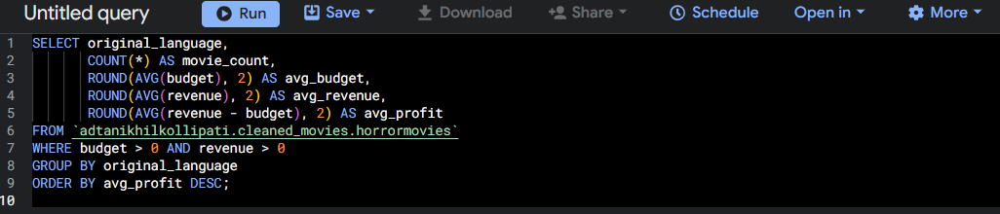 Untitled query Run Save Download Share Schedule Open in More
1 SELECT original_language,
2 COUNT(*) AS movie_count,
3 ROUND(AVG(budget), 2) AS avg_budget,
4 ROUND(AVG(revenue), 2) AS avg_revenue,
5 ROUND(AVG(revenue - budget), 2) AS avg_profit
6 FROM `adtanikhilkollipati.cleaned_movies.horrormovies`
7 WHERE budget > 0 AND revenue > 0
8 GROUP BY original_language
9 ORDER BY avg_profit DESC;
10